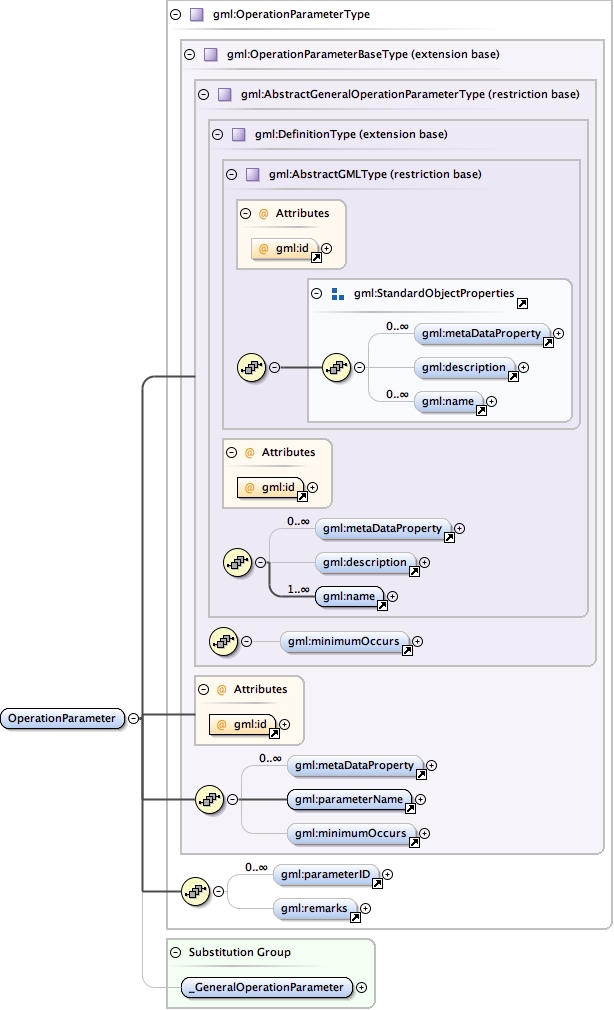 gml:OperationParameterType
gml:OperationParameterBaseType (extension base)
gml:AbstractGeneralOperationParameterType (restriction base)
gml:DefinitionType (extension base)
gml:AbstractGMLType (restriction base)
@ Attributes
@ gml:id
gml:StandardObjectProperties
0..∞
gml:metaDataProperty
gml:description
0..∞
gml:name
@ Attributes
@ gml:id
0..∞
gml:metaDataProperty
gml:description
1..∞
gml:name
gml:minimumOccurs
@ Attributes
OperationParameter
@ gml:id
0..∞
gml:metaDataProperty
gml:parameterName
gml:minimumOccurs
0..∞
gml:parameterID
gml:remarks
Substitution Group
_GeneralOperationParameter